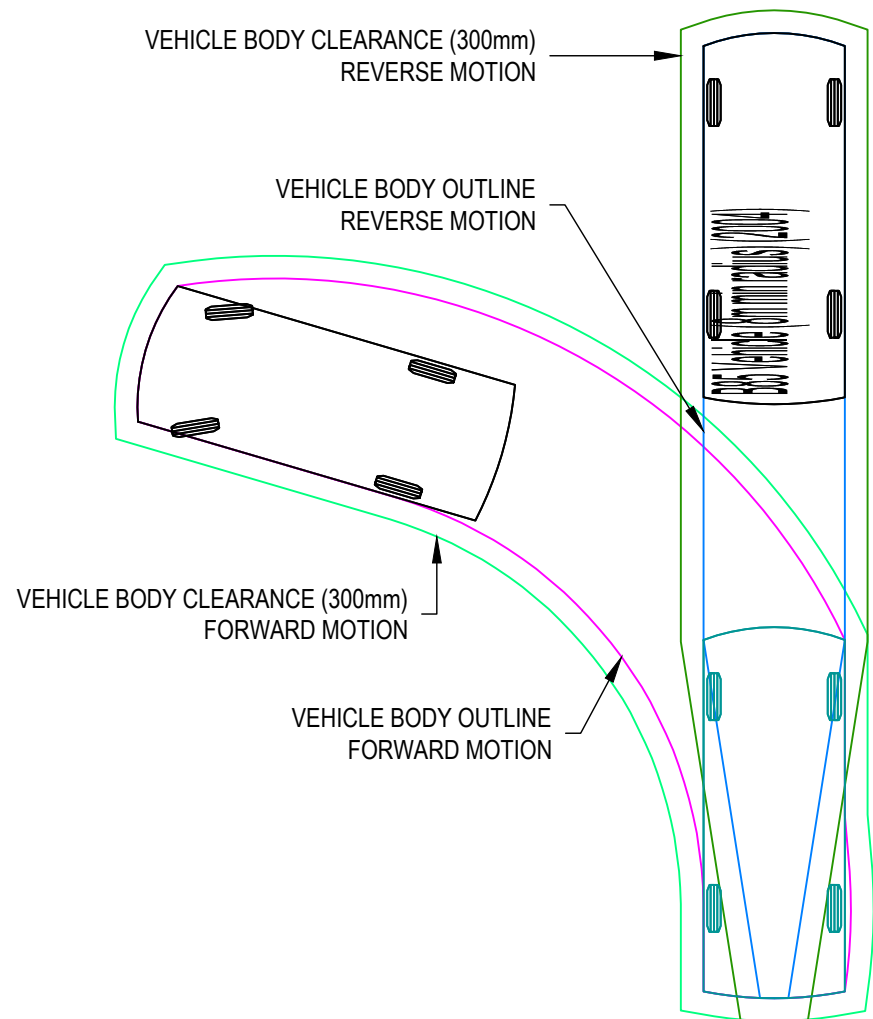 VEHICLE BODY CLEARANCE (300mm)
REVERSE MOTION
VEHICLE BODY OUTLINE
REVERSE MOTION
VEHICLE BODY CLEARANCE (300mm)
FORWARD MOTION
VEHICLE BODY OUTLINE
FORWARD MOTION